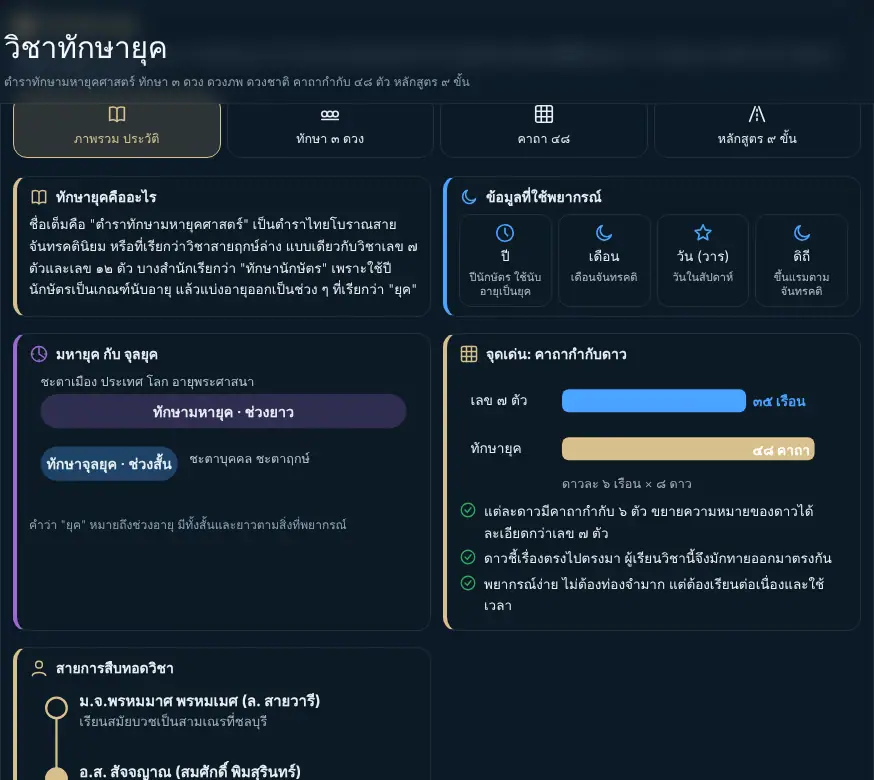 วิชาทักษายุค
ตำราทักษามหายุคศาสตร์ ทักษา ๓ ดวง ดวงภพ ดวงชาติ คาถากำกับ ๔๘ ตัว หลักสูตร ๙ ขั้น
ภาพรวม ประวัติ
ทักษา ๓ ดวง
คาถา ๔๘
หลักสูตร ๙ ขั้น
ทักษายุคคืออะไร
ชื่อเต็มคือ "ตำราทักษามหายุคศาสตร์" เป็นตำราไทยโบราณสาย
จันทรคตินิยม หรือที่เรียกว่าวิชาสายฤกษ์ล่าง แบบเดียวกับวิชาเลข ๗
ตัวและเลข ๑๒ ตัว บางสำนักเรียกว่า "ทักษานักษัตร" เพราะใช้ปี
นักษัตรเป็นเกณฑ์นับอายุ แล้วแบ่งอายุออกเป็นช่วง ๆ ที่เรียกว่า "ยุค"
ข้อมูลที่ใช้พยากรณ์
ปี
ปีนักษัตร ใช้นับ
อายุเป็นยุค
เดือน
เดือนจันทรคติ
วัน (วาร)
วันในสัปดาห์
ดิถี
ขึ้นแรมตาม
จันทรคติ
มหายุค กับ จุลยุค
ชะตาเมือง ประเทศ โลก อายุพระศาสนา
ทักษามหายุค · ช่วงยาว
ทักษาจุลยุค · ช่วงสั้น
ชะตาบุคคล ชะตาฤกษ์
คำว่า "ยุค" หมายถึงช่วงอายุ มีทั้งสั้นและยาวตามสิ่งที่พยากรณ์
จุดเด่น: คาถากำกับดาว
เลข ๗ ตัว
๓๕ เรือน
ทักษายุค
๔๘ คาถา
ดาวละ ๖ เรือน × ๘ ดาว
แต่ละดาวมีคาถากำกับ ๖ ตัว ขยายความหมายของดาวได้
ละเอียดกว่าเลข ๗ ตัว
ดาวชี้เรื่องตรงไปตรงมา ผู้เรียนวิชานี้จึงมักทายออกมาตรงกัน
พยากรณ์ง่าย ไม่ต้องท่องจำมาก แต่ต้องเรียนต่อเนื่องและใช้
เวลา
สายการสืบทอดวิชา
ม.จ.พรหมมาศ พรหมเมศ (ล. สายวารี)
เรียนสมัยบวชเป็นสามเณรที่ชลบุรี
อ.ส. สัจจญาณ (สมศักดิ์ พิมสุรินทร์)